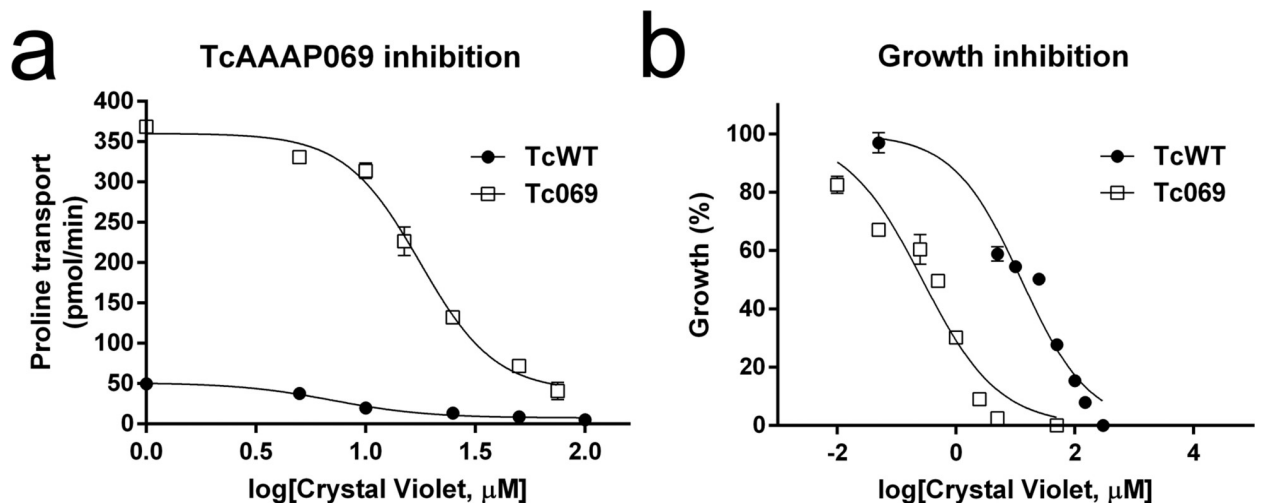 a
TcAAAP069 inhibition
Proline transport
(pmol/min)
400
350
300
250
200
150
100
50
0
0.0
0.5
1.0
1.5
2.0
log[Crystal Violet, μM]
TcWT
Tc069
b
Growth inhibition
Growth (%)
100
80
60
40
20
0
-2
0
2
4
log[Crystal Violet, μM]
TcWT
Tc069